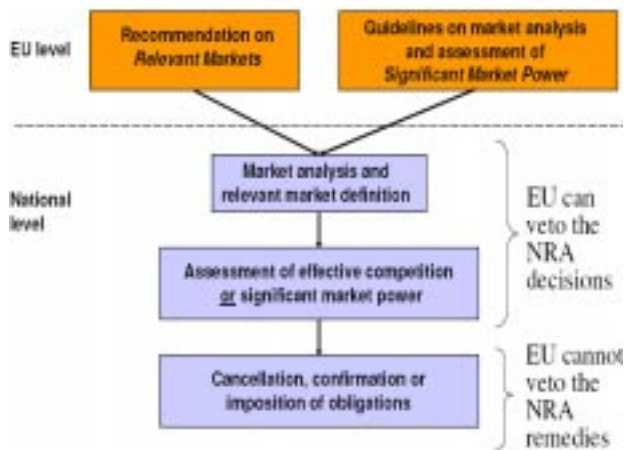 EU level
Recommendation on
Relevant Markets
Guidelines on market analysis
and assessment of
Significant Market Power
National
level
Market analysis and
relevant market definition
Assessment of effective competition
or significant market power
Cancellation, confirmation or
imposition of obligations
EU can
veto the
NRA
decisions
EU cannot
veto the
NRA
remedies